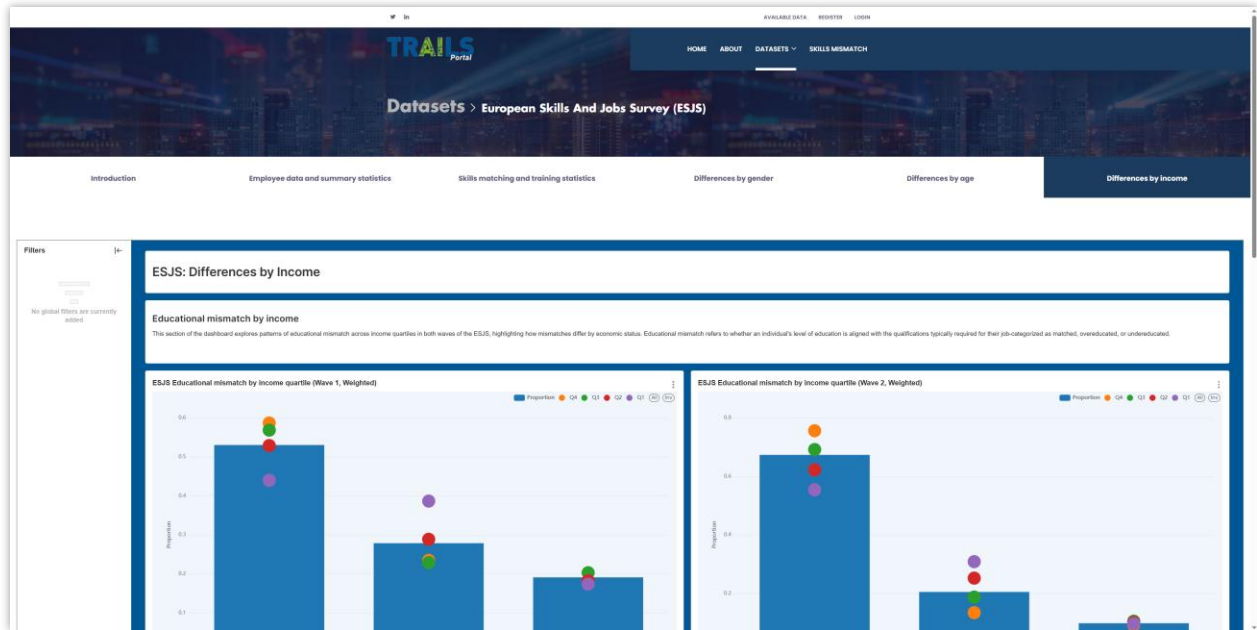 in
AVAILABLE DATA REGISTER LOGIN
TRAILS
Portal
HOME ABOUT DATASETS SKILLS MISMATCH
Datasets > European Skills And Jobs Survey (ESJS)
Introduction
Employee data and summary statistics
Skills matching and training statistics
Differences by gender
Differences by age
Differences by income
Filters
No global filters are currently
added
ESJS: Differences by Income
Educational mismatch by income
This section of the dashboard explores patterns of educational mismatch across income quartiles in both waves of the ESJS, highlighting how mismatches differ by economic status. Educational mismatch refers to whether an individual's level of education is aligned with the qualifications typically required for their job-categorized as matched, overeducated, or undereducated.
ESJS Educational mismatch by income quartile (Wave 1, Weighted)
Proportion Q4 Q3 Q2 Q1 All Inv
0.6
0.5
0.4
0.3
0.2
0.1
Proportion
ESJS Educational mismatch by income quartile (Wave 2, Weighted)
Proportion Q4 Q3 Q2 Q1 All Inv
0.8
0.6
0.4
0.2
Proportion